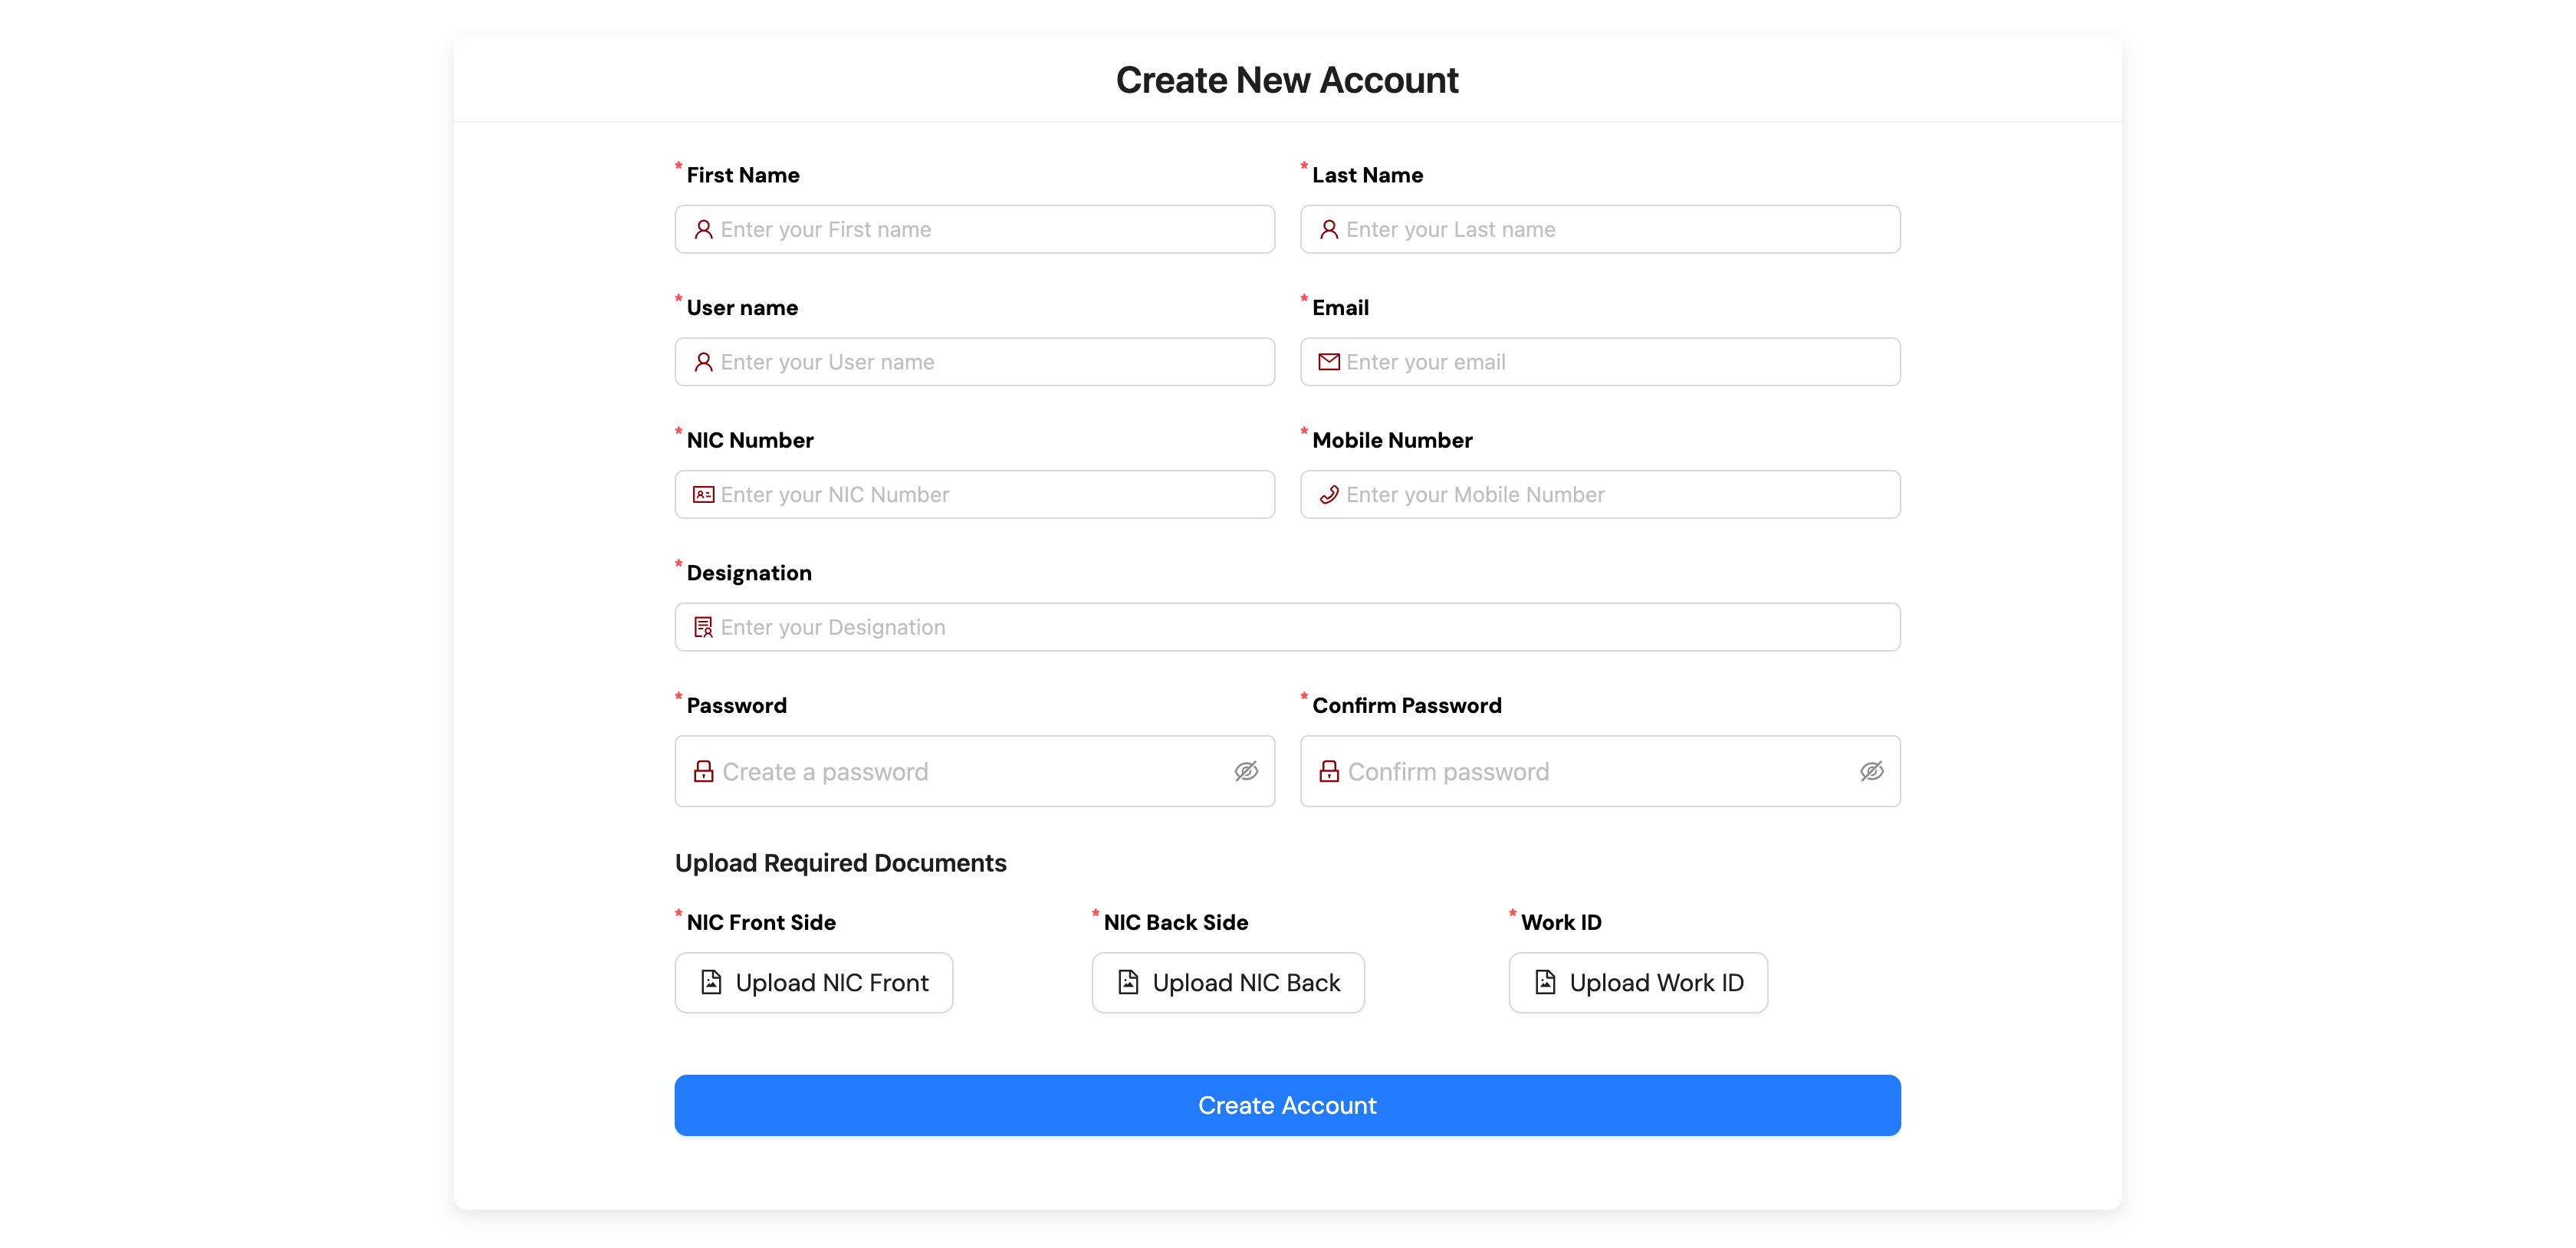 Create New Account
* First Name
* Last Name
Enter your First name
Enter your Last name
* User name
* Email
Enter your User name
Enter your email
* NIC Number
* Mobile Number
Enter your NIC Number
Enter your Mobile Number
* Designation
Enter your Designation
* Password
* Confirm Password
Create a password
Confirm password
Upload Required Documents
* NIC Front Side
* NIC Back Side
* Work ID
Upload NIC Front
Upload NIC Back
Upload Work ID
Create Account